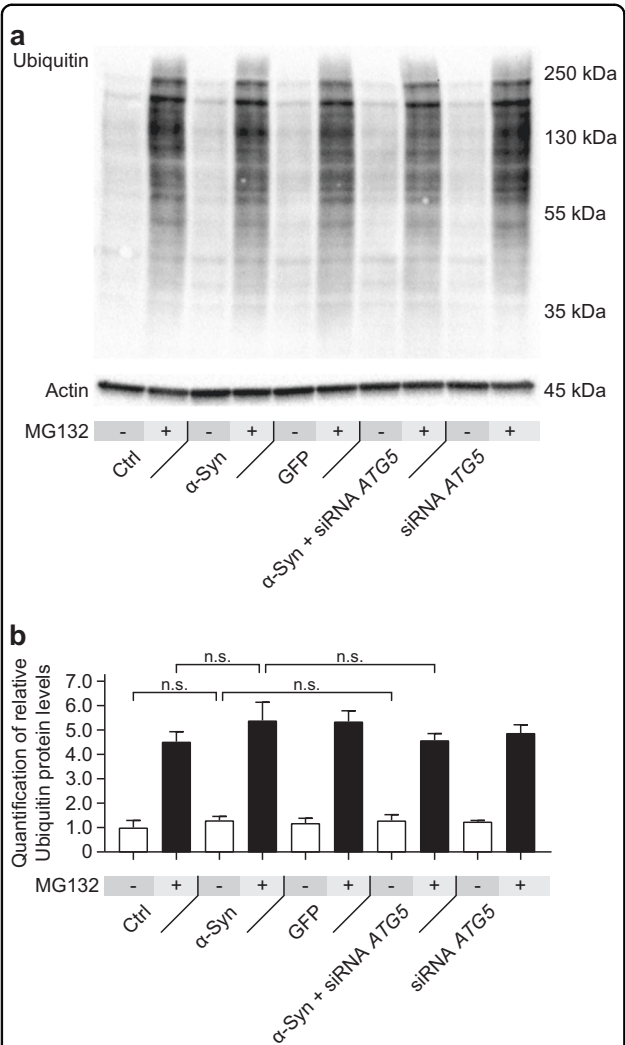 a
Ubiquitin
250 kDa
130 kDa
55 kDa
35 kDa
Actin
45 kDa
MG132 - + - + - + - + - +
Ctrl
α-Syn
GFP
α-Syn + siRNA ATG5
siRNA ATG5
b
n.s. n.s.
n.s. n.s.
Quantification of relative
Ubiquitin protein levels
7.0
6.0
5.0
4.0
3.0
2.0
1.0
0
MG132 - + - + - + - + - +
Ctrl
α-Syn
GFP
α-Syn + siRNA ATG5
siRNA ATG5